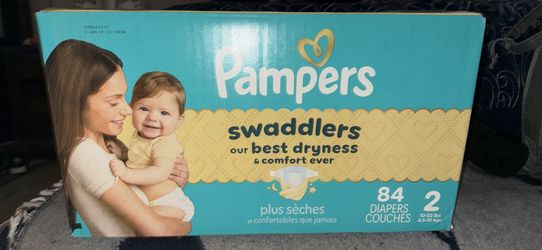 Pampers
swaddlers
our best dryness
& comfort ever
plus sèches
et confortables que jamais
84
DIAPERS
COUCHES
2